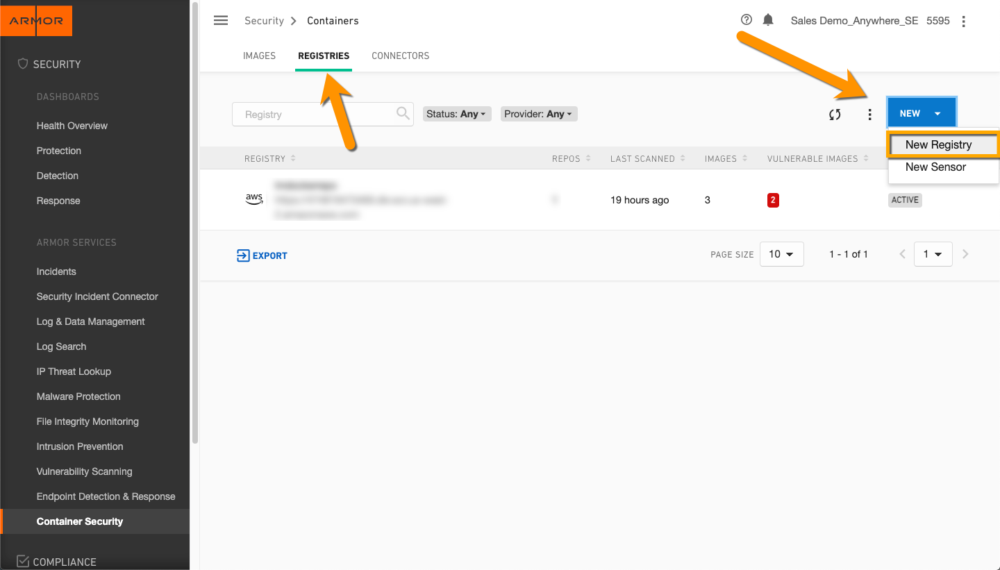 ARMOR
SECURITY
DASHBOARDS
Health Overview
Protection
Detection
Response
ARMOR SERVICES
Incidents
Security Incident Connector
Log & Data Management
Log Search
IP Threat Lookup
Malware Protection
File Integrity Monitoring
Intrusion Prevention
Vulnerability Scanning
Endpoint Detection & Response
Container Security
COMPLIANCE
Security Containers
Sales Demo_Anywhere_SE 5595
IMAGES REGISTRIES CONNECTORS
Registry Status: Any Provider: Any NEW
New Registry
New Sensor
REGISTRY REPOS LAST SCANNED IMAGES VULNERABLE IMAGES
aws 19 hours ago 3 2 ACTIVE
EXPORT PAGE SIZE 10 1 - 1 of 1 1